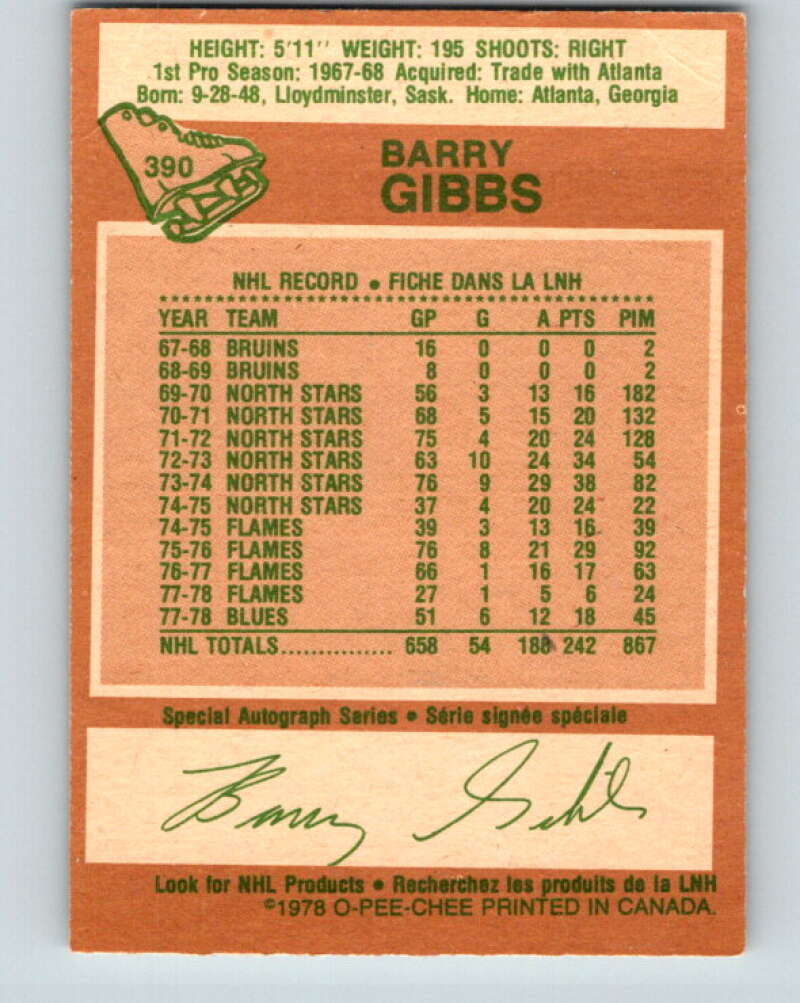 HEIGHT: 5'11'' WEIGHT: 195 SHOOTS: RIGHT
1st Pro Season: 1967-68 Acquired: Trade with Atlanta
Born: 9-28-48, Lloydminster, Sask. Home: Atlanta, Georgia
390
BARRY
GIBBS
NHL RECORD • FICHE DANS LA LNH
YEAR TEAM GP G A PTS PIM
67-68 BRUINS 16 0 0 0 2
68-69 BRUINS 8 0 0 0 2
69-70 NORTH STARS 56 3 13 16 182
70-71 NORTH STARS 68 5 15 20 132
71-72 NORTH STARS 75 4 20 24 128
72-73 NORTH STARS 63 10 24 34 54
73-74 NORTH STARS 76 9 29 38 82
74-75 NORTH STARS 37 4 20 24 22
74-75 FLAMES 39 3 13 16 39
75-76 FLAMES 76 8 21 29 92
76-77 FLAMES 66 1 16 17 63
77-78 FLAMES 27 1 5 6 24
77-78 BLUES 51 6 12 18 45
NHL TOTALS............... 658 54 188 242 867
Special Autograph Series • Série signée spéciale
Barry Gibbs
Look for NHL Products • Recherchez les produits de la LNH
©1978 O-PEE-CHEE PRINTED IN CANADA.